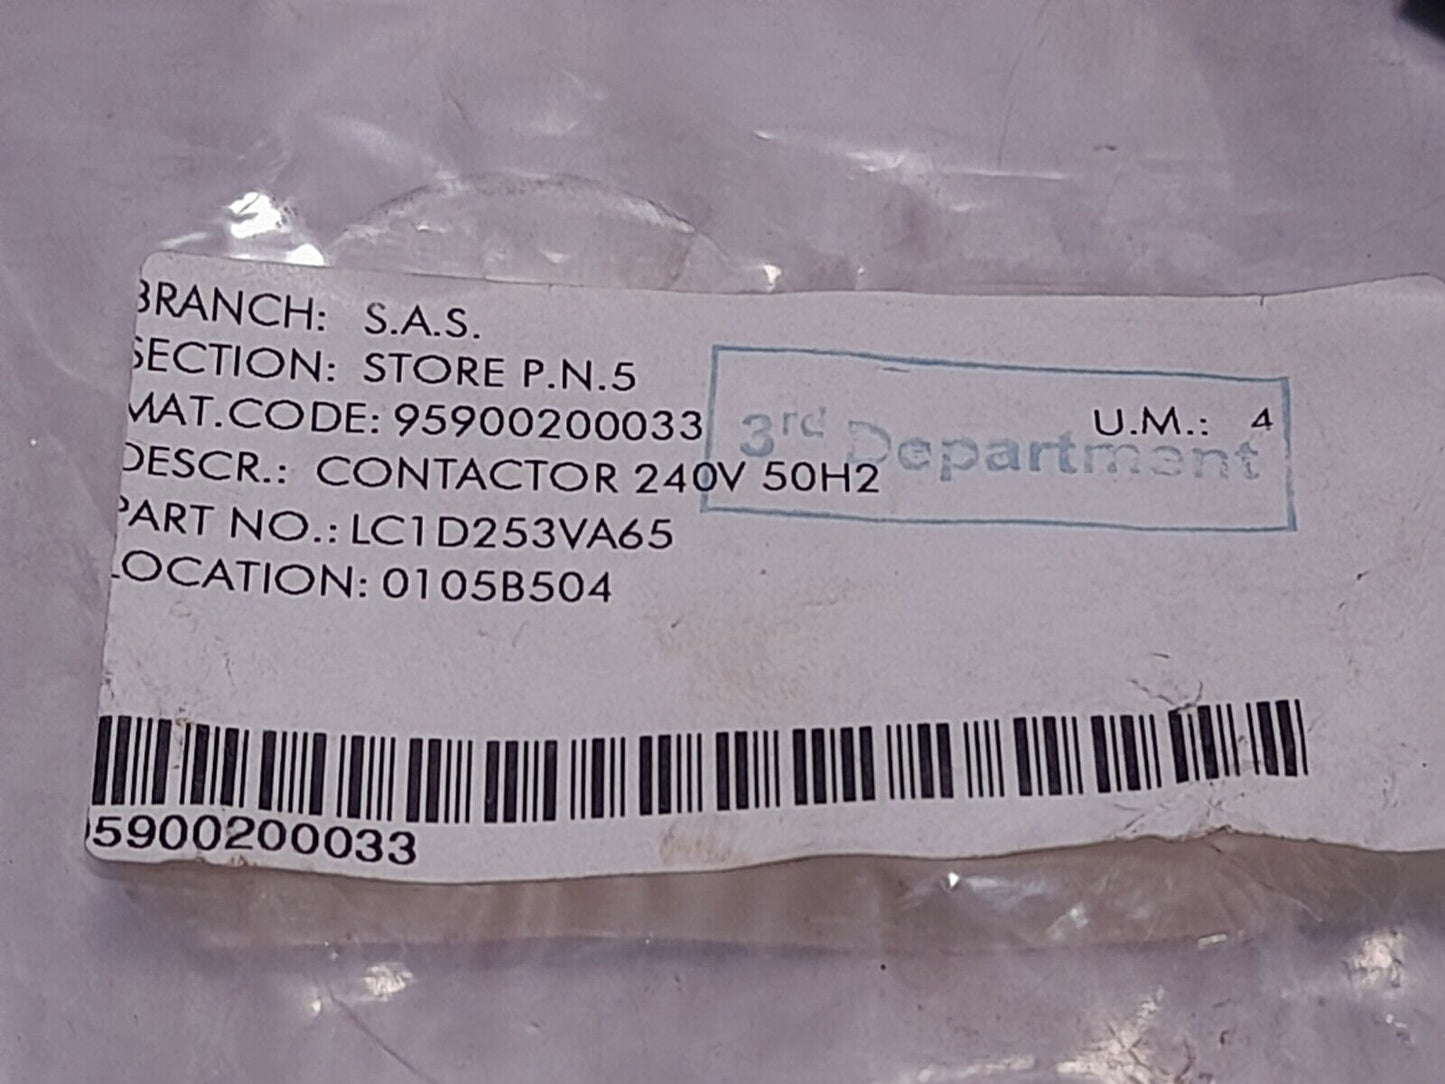 BRANCH: S.A.S.
SECTION: STORE P.N.5
MAT.CODE: 95900200033
3rd Department
U.M.: 4
DESCR.: CONTACTOR 240V 50H2
PART NO.: LC1D253VA65
LOCATION: 0105B504
95900200033